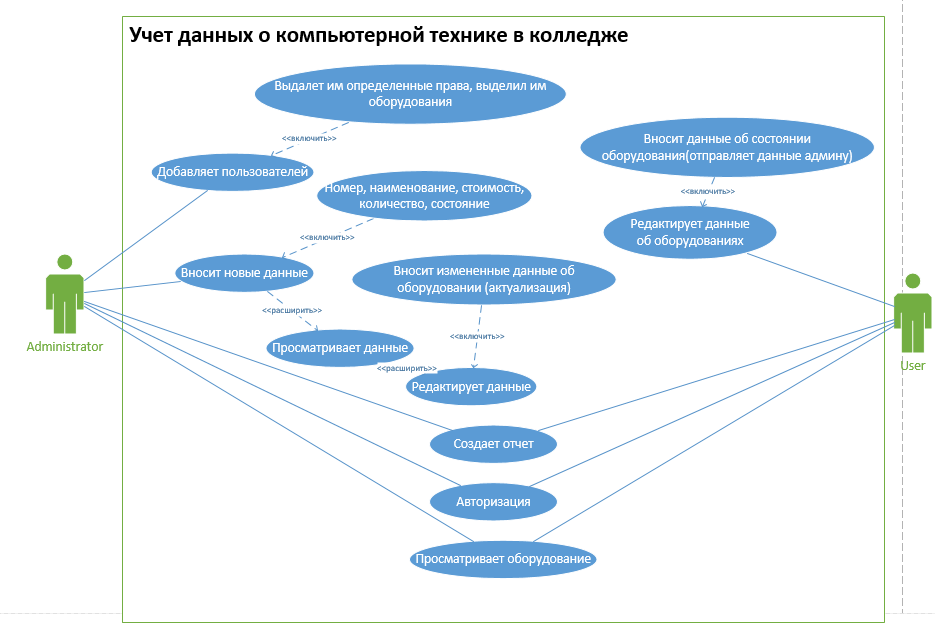 Учет данных о компьютерной технике в колледже
Выдалет им определенные права, выделил им
оборудования
<<включить>>
Добавляет пользователей
Вносит данные об состоянии
оборудования(отправляет данные админу)
<<включить>>
Номер, наименование, стоимость,
количество, состояние
<<включить>>
Редактирует данные
об оборудованиях
Вносит новые данные
Вносит измененные данные об
оборудовании (актуализация)
<<расширить>>
<<включить>>
Administrator
Просматривает данные
<<расширить>>
User
Редактирует данные
Создает отчет
Авторизация
Просматривает оборудование